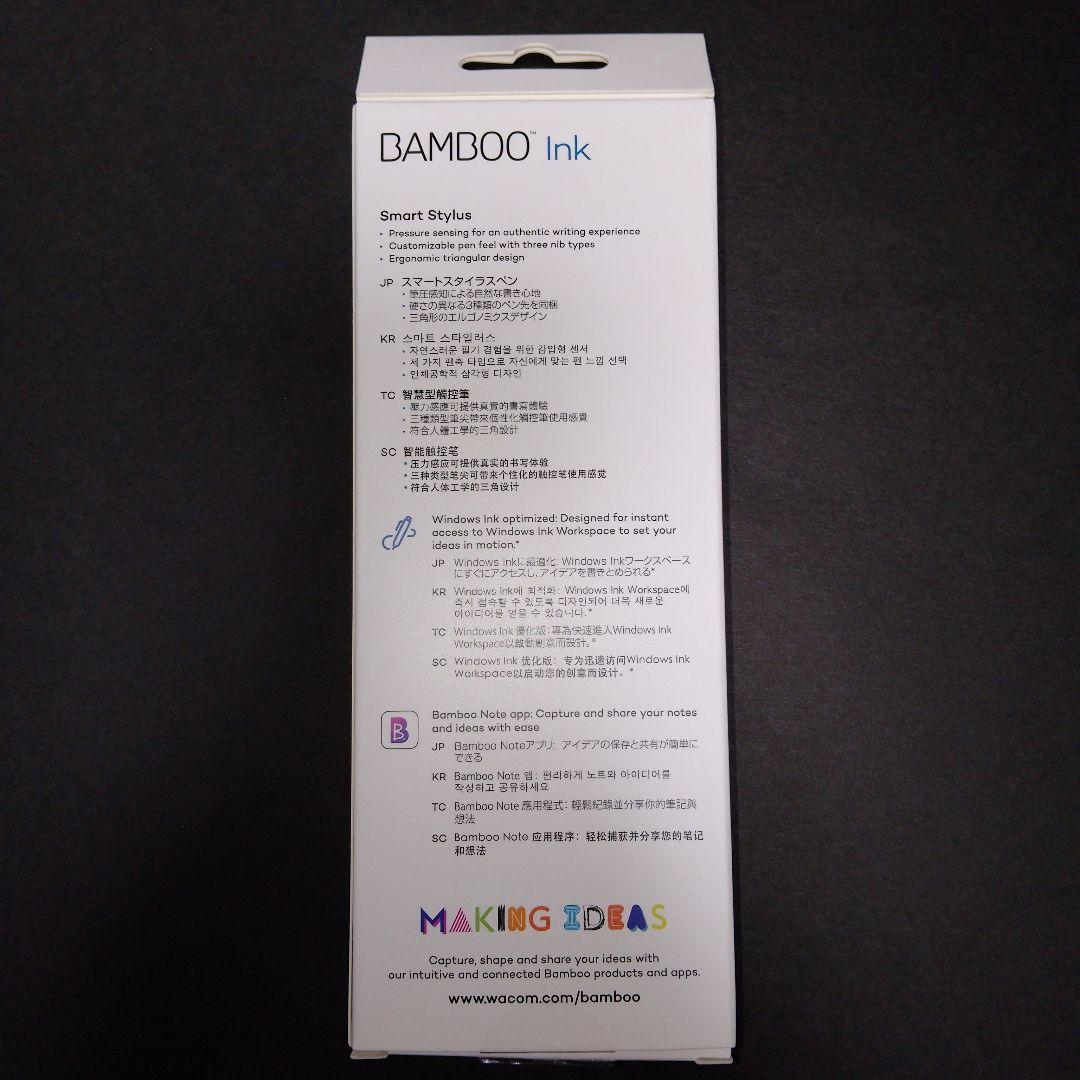 BAMBOO™ Ink
Smart Stylus
• Pressure sensing for an authentic writing experience
• Customizable pen feel with three nib types
• Ergonomic triangular design
JP スマートスタイラスペン
• 筆圧感知による自然な書き心地
• 硬さの異なる3種類のペン先を同梱
• 三角形のエルゴノミクスデザイン
KR 스마트 스타일러스
• 자연스러운 필기 경험을 위한 감압형 센서
• 세 가지 펜촉 타입으로 자신에게 맞는 펜 느낌 선택
• 인체공학적 삼각형 디자인
TC 智慧型觸控筆
• 壓力感應可提供真實的書寫體驗
• 三種類型筆尖帶來個性化觸控筆使用感覺
• 符合人體工學的三角設計
SC 智能触控笔
• 压力感应可提供真实的书写体验
• 三种类型笔尖可带来个性化的触控笔使用感觉
• 符合人体工学的三角设计
Windows Ink optimized: Designed for instant
access to Windows Ink Workspace to set your
ideas in motion.*
JP Windows Inkに最適化: Windows Inkワークスペース
にすぐにアクセスし、アイデアを書きとめられる*
KR Windows Ink에 최적화: Windows Ink Workspace에
즉시 접속할 수 있도록 디자인되어 더욱 새로운
아이디어를 얻을 수 있습니다.*
TC Windows Ink 優化版：專為快速進入Windows Ink
Workspace以啟動創意而設計。*
SC Windows Ink 优化版：专为迅速访问Windows Ink
Workspace以启动您的创意而设计。*
B
Bamboo Note app: Capture and share your notes
and ideas with ease
JP Bamboo Noteアプリ: アイデアの保存と共有が簡単に
できる
KR Bamboo Note 앱: 편리하게 노트와 아이디어를
작성하고 공유하세요
TC Bamboo Note 應用程式：輕鬆紀錄並分享你的筆記與
想法
SC Bamboo Note 应用程序：轻松捕获并分享您的笔记
和想法
MAKING IDEAS
Capture, shape and share your ideas with
our intuitive and connected Bamboo products and apps.
www.wacom.com/bamboo